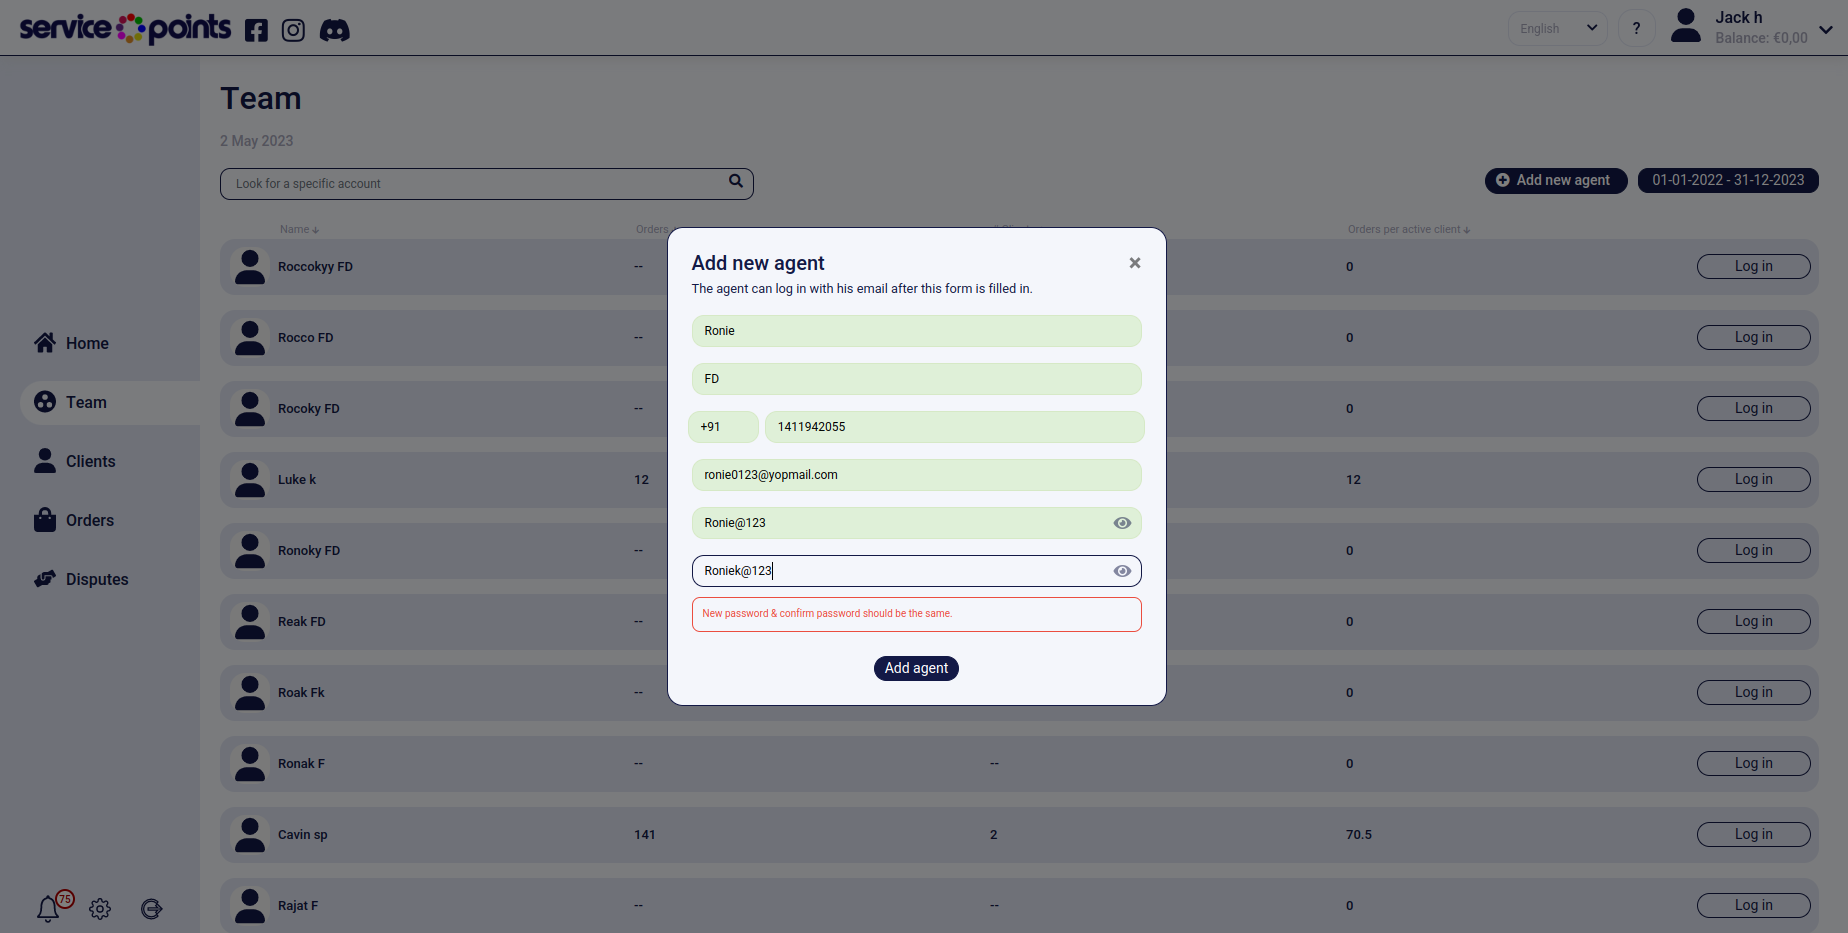 service points
English
?
Jack h
Balance: €0,00
Team
2 May 2023
Look for a specific account
Add new agent
01-01-2022 - 31-12-2023
Name
Orders
Orders per active client
Roccokyy FD
--
0
Log in
Rocco FD
--
0
Log in
Rocoky FD
--
0
Log in
Luke k
12
12
Log in
Ronoky FD
--
0
Log in
Reak FD
--
0
Log in
Roak Fk
--
0
Log in
Ronak F
--
--
0
Log in
Cavin sp
141
2
70.5
Log in
Rajat F
--
--
0
Log in
Home
Team
Clients
Orders
Disputes
75
Add new agent
×
The agent can log in with his email after this form is filled in.
Ronie
FD
+91
1411942055
ronie0123@yopmail.com
Ronie@123
Roniek@123
New password & confirm password should be the same.
Add agent